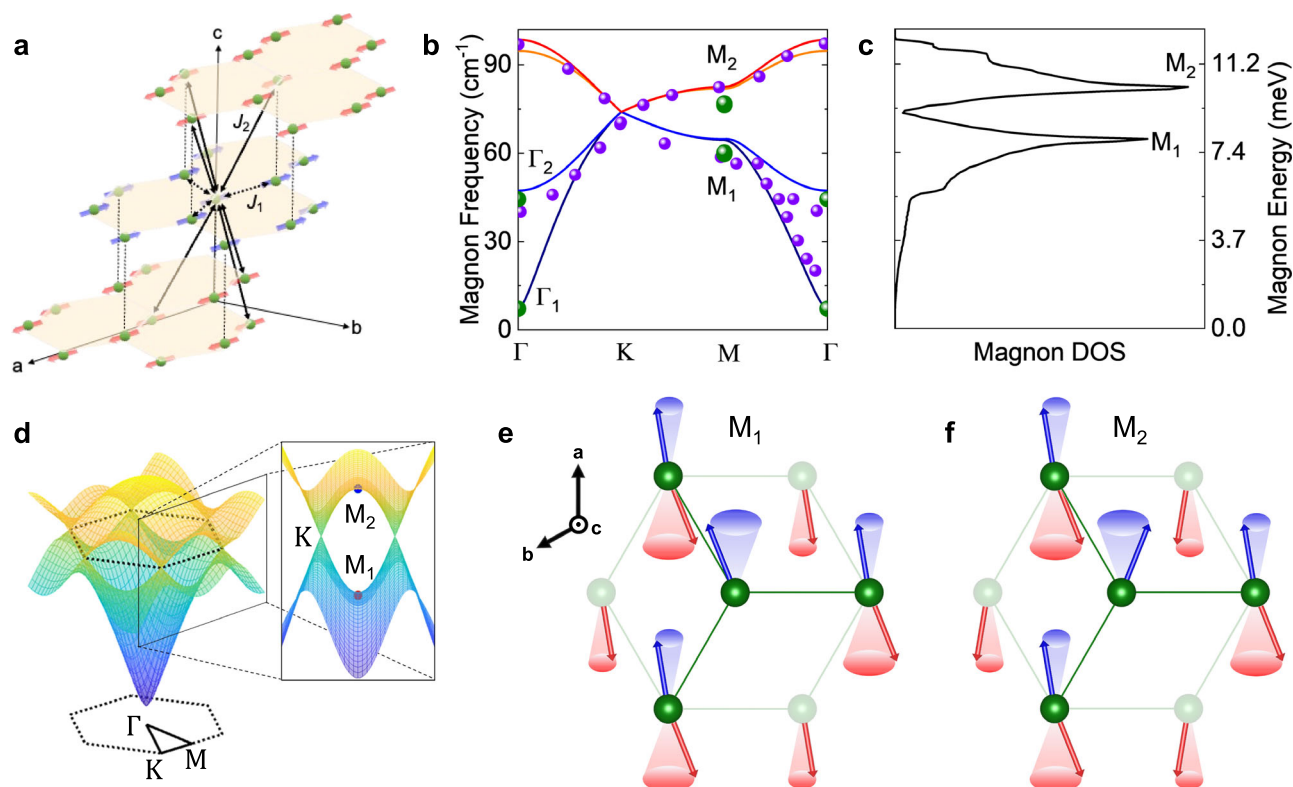 a
c
J2
J1
a
b
b
Magnon Frequency (cm-1)
90
60
30
0
M2
Γ2
M1
Γ1
Γ
K
M
Γ
c
M2
M1
Magnon DOS
11.2
7.4
3.7
0.0
Magnon Energy (meV)
d
K
M2
M1
Γ
K
M
e
M1
a
b
c
f
M2